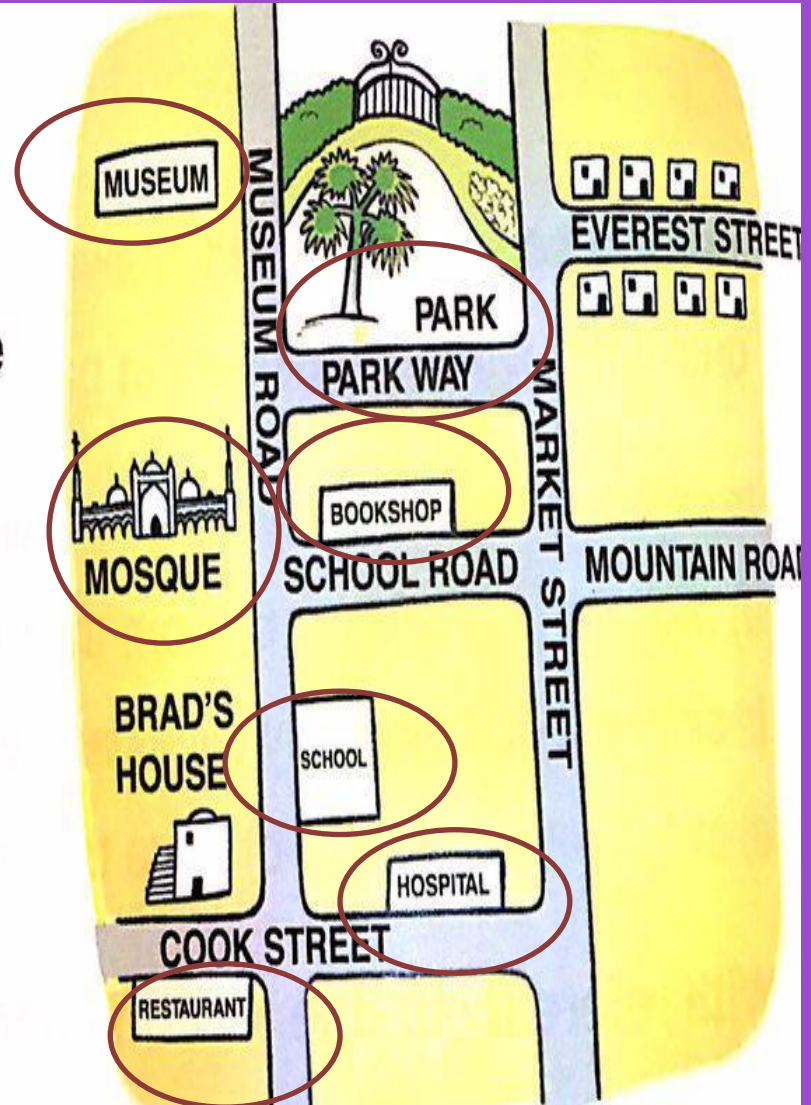 MUSEUM
MUSEUM ROAD
EVEREST STREET
PARK
PARK WAY
MARKET STREET
BOOKSHOP
MOSQUE
SCHOOL ROAD
MOUNTAIN ROAD
BRAD'S
HOUSE
SCHOOL
HOSPITAL
COOK STREET
RESTAURANT